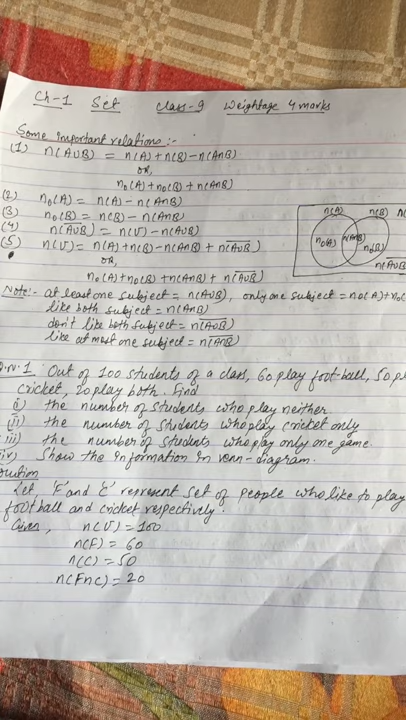 Ch-1 Set Class-9 Weightage 4 marks
Some important relations:-
(1) n(A∪B) = n(A)+n(B)-n(A∩B)
or,
n₀(A)+n₀(B)+n(A∩B)
(2) n₀(A) = n(A)-n(A∩B)
(3) n₀(B) = n(B)-n(A∩B)
(4) n(A̅∪̅B̅) = n(U)-n(A∪B)
(5) n(U) = n(A)+n(B)-n(A∩B)+n(A̅∪̅B̅)
or,
n₀(A)+n₀(B)+n(A∩B)+n(A̅∪̅B̅)
n(A) n(B)
n₀(A) n(A∩B) n₀(B)
n(A̅∪̅B̅)
Note:- at least one subject = n(A∪B), only one subject = n₀(A)+n₀(
like both subject = n(A∩B)
don't like both subject = n(A̅∪̅B̅)
like at most one subject = n(A̅∩̅B̅)
Q.N. 1 Out of 100 students of a class, 60 play foot-ball, 50 pl
cricket, 20 play both. Find
i) the number of students who play neither
(ii) the number of students who play cricket only
iii) the number of students who play only one game.
iv) Show the information in venn-diagram.
ution
Let, 'F' and 'C' represent set of people who like to play
football and cricket respectively.
Given, n(U) = 100
n(F) = 60
n(C) = 50
n(F∩C) = 20